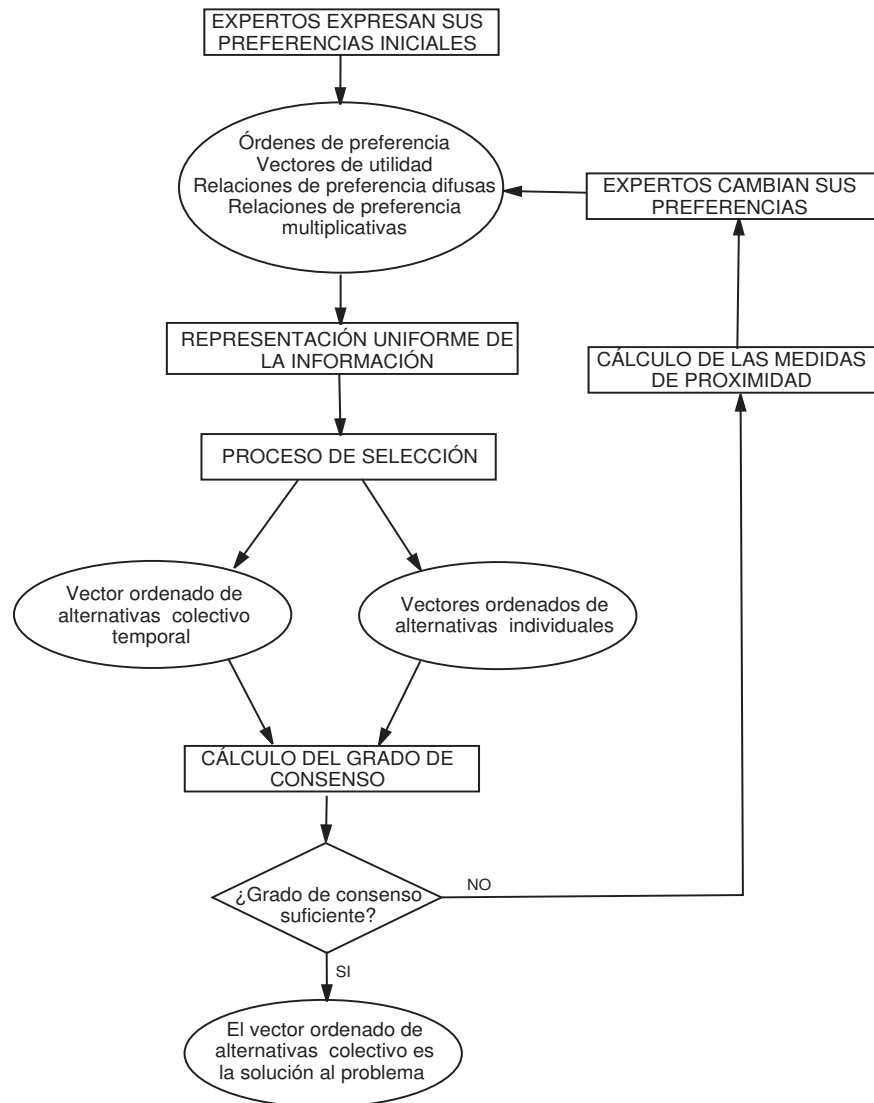 EXPERTOS EXPRESAN SUS
PREFERENCIAS INICIALES
Órdenes de preferencia
Vectores de utilidad
Relaciones de preferencia difusas
Relaciones de preferencia
multiplicativas
EXPERTOS CAMBIAN SUS
PREFERENCIAS
REPRESENTACIÓN UNIFORME DE
LA INFORMACIÓN
CÁLCULO DE LAS MEDIDAS
DE PROXIMIDAD
PROCESO DE SELECCIÓN
Vector ordenado de
alternativas colectivo
temporal
Vectores ordenados de
alternativas individuales
CÁLCULO DEL GRADO DE
CONSENSO
¿Grado de consenso
suficiente?
NO
SI
El vector ordenado de
alternativas colectivo es
la solución al problema